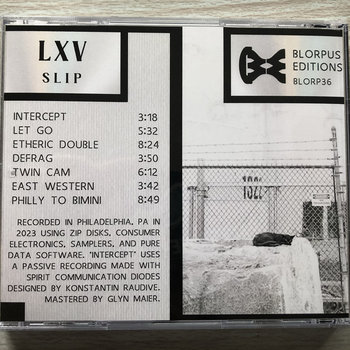 LXV
SLIP
BLORPUS
EDITIONS
BLORP36
INTERCEPT 3:18
LET GO 5:32
ETHERIC DOUBLE 8:24
DEFRAG 3:50
TWIN CAM 6:12
EAST WESTERN 3:42
PHILLY TO BIMINI 8:49
RECORDED IN PHILADELPHIA, PA IN
2023 USING ZIP DISKS, CONSUMER
ELECTRONICS, SAMPLERS, AND PURE
DATA SOFTWARE. "INTERCEPT" USES
A PASSIVE RECORDING MADE WITH
SPIRIT COMMUNICATION DIODES
DESIGNED BY KONSTANTIN RAUDIVE.
MASTERED BY GLYN MAIER.